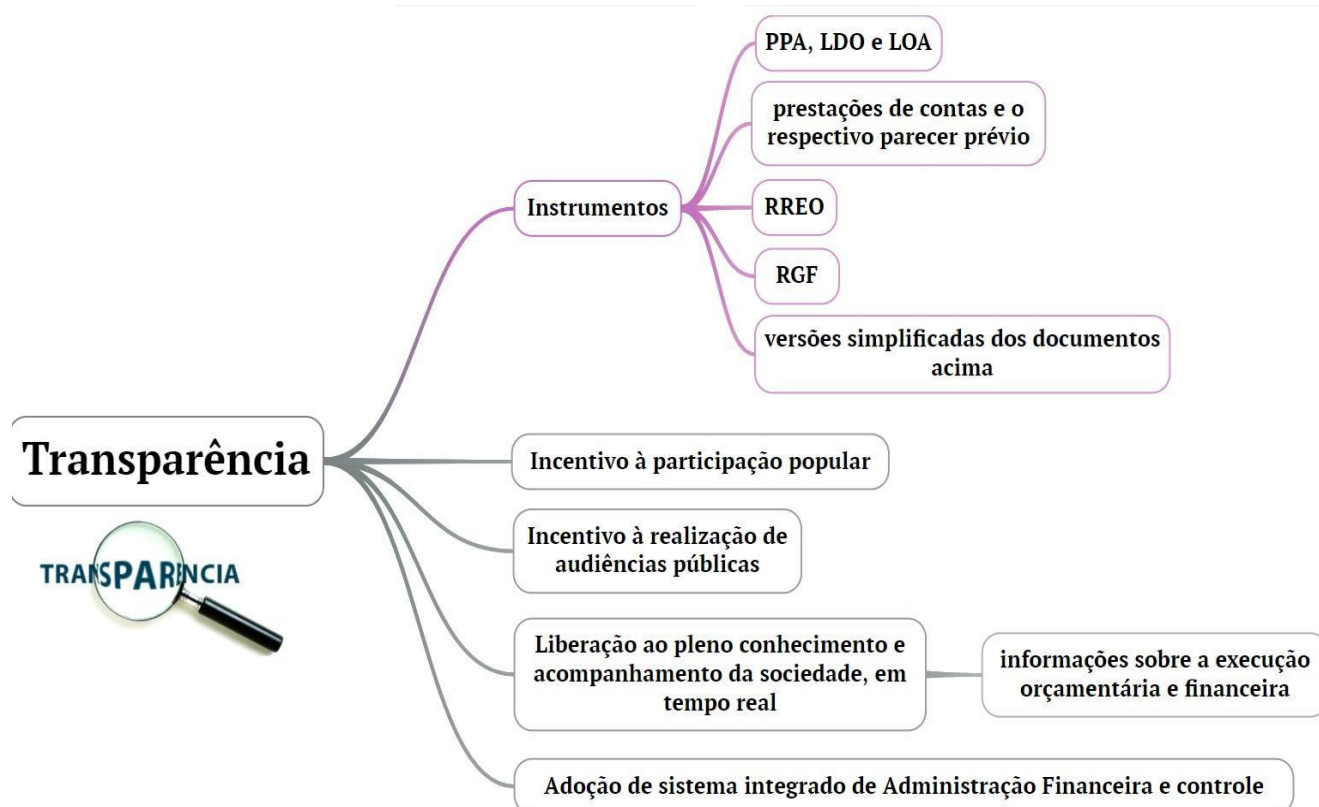 PPA, LDO e LOA
prestações de contas e o
respectivo parecer prévio
Instrumentos
RREO
RGF
versões simplificadas dos documentos
acima
Transparência
TRANSPARENCIA
Incentivo à participação popular
Incentivo à realização de
audiências públicas
Liberação ao pleno conhecimento e
acompanhamento da sociedade, em
tempo real
informações sobre a execução
orçamentária e financeira
Adoção de sistema integrado de Administração Financeira e controle